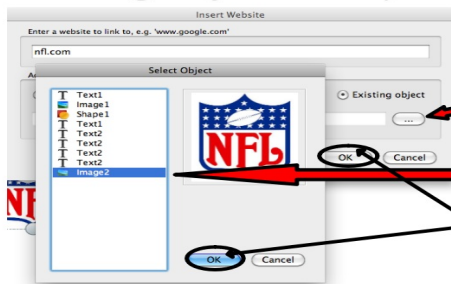 Insert Website
Enter a website to link to, e.g. 'www.google.com'
nfl.com
Select Object
Existing object
...
Text1
Image1
Shape1
Text1
Text2
Text2
Text2
Text2
Image2
NFL
OK
Cancel
OK
Cancel